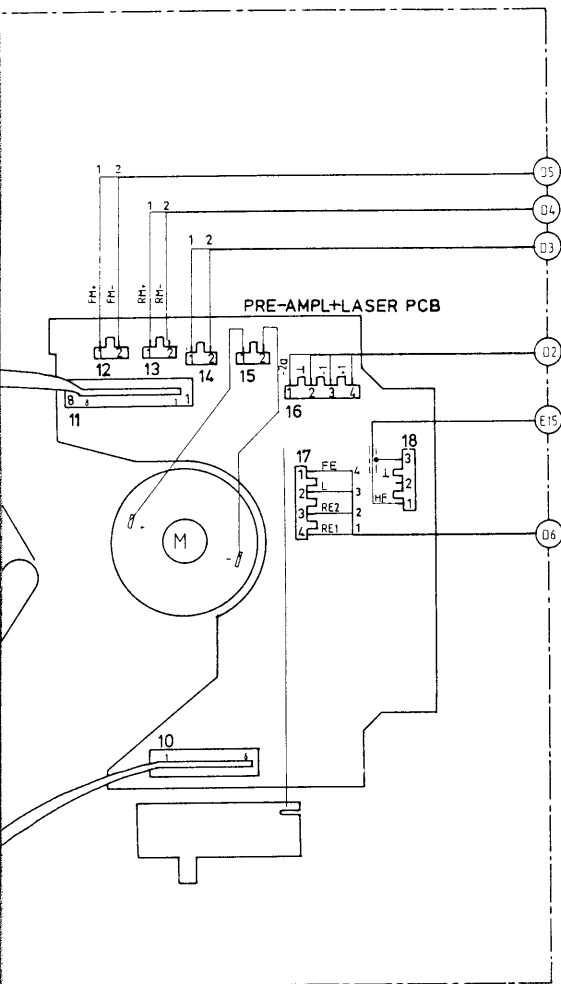 1 2
D5
1 2
D4
1 2
D3
FM+ FM- RM+ RM-
PRE-AMPL+LASER PCB
1 2 1 2 1 2 1 2
12 13 14 15
D2
1 2 3 4
16
8 8 1 1
11
E15
18
17
3
2
1
HF
1 FE 4
2 L 3
3 RE2 2
4 RE1 1
D6
+
M
-
10
1 6